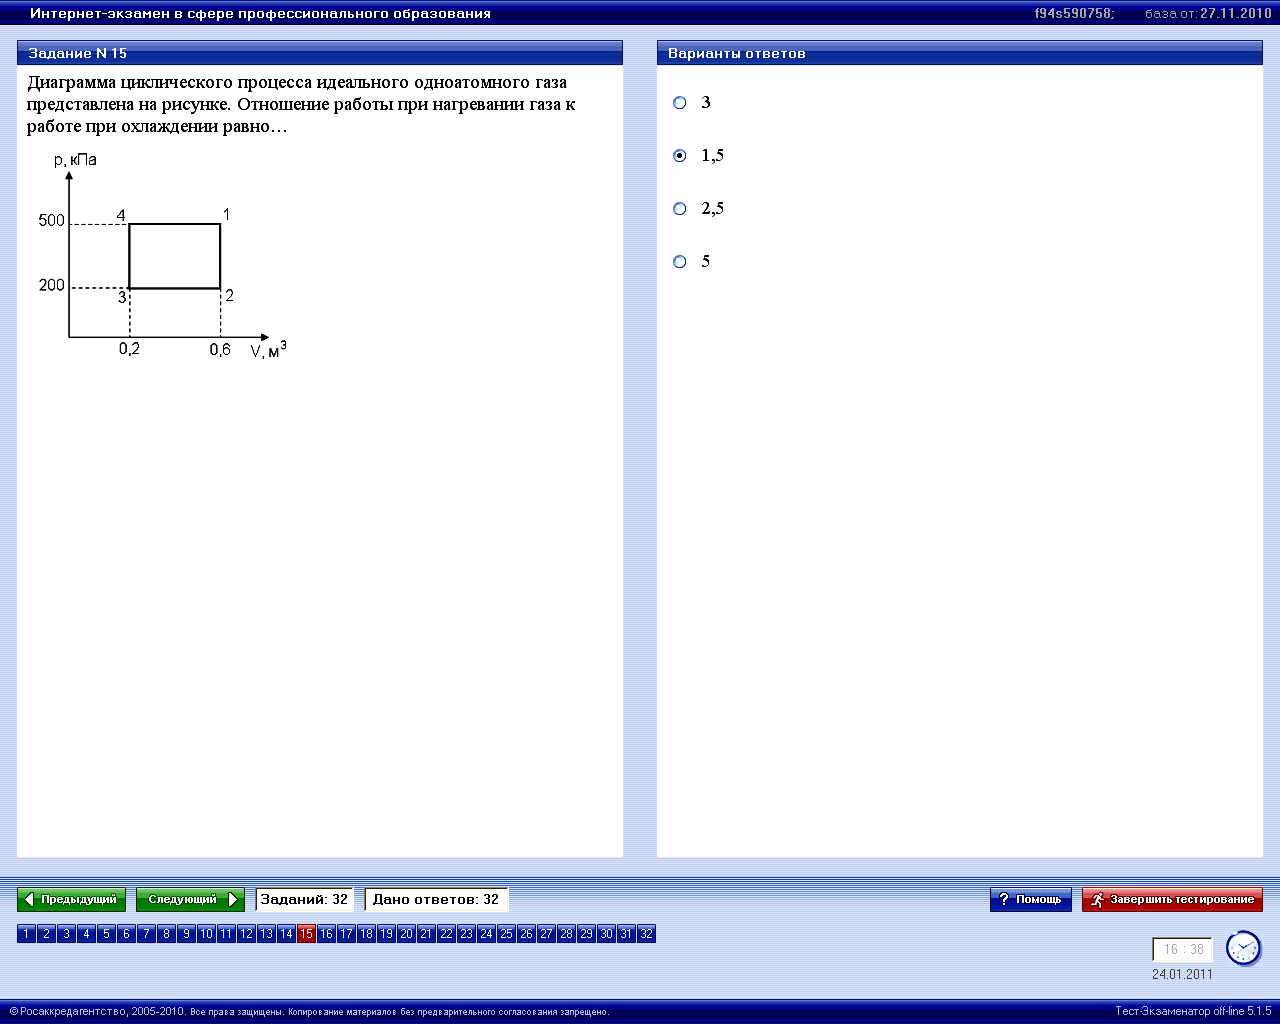 Интернет-экзамен в сфере профессионального образования
f94s590758; база от: 27.11.2010
Задание N 15
Диаграмма циклического процесса идеального одноатомного газа
представлена на рисунке. Отношение работы при нагревании газа к
работе при охлаждении равно…
p, кПа
500
4
1
200
3
2
0,2
0,6
V, м³
Варианты ответов
3
1,5
2,5
5
Предыдущий
Следующий
Заданий: 32
Дано ответов: 32
? Помощь
Завершить тестирование
1 2 3 4 5 6 7 8 9 10 11 12 13 14 15 16 17 18 19 20 21 22 23 24 25 26 27 28 29 30 31 32
16 : 38
24.01.2011
© Росаккредагентство, 2005-2010. Все права защищены. Копирование материалов без предварительного согласования запрещено.
Тест-Экзаменатор off-line 5.1.5